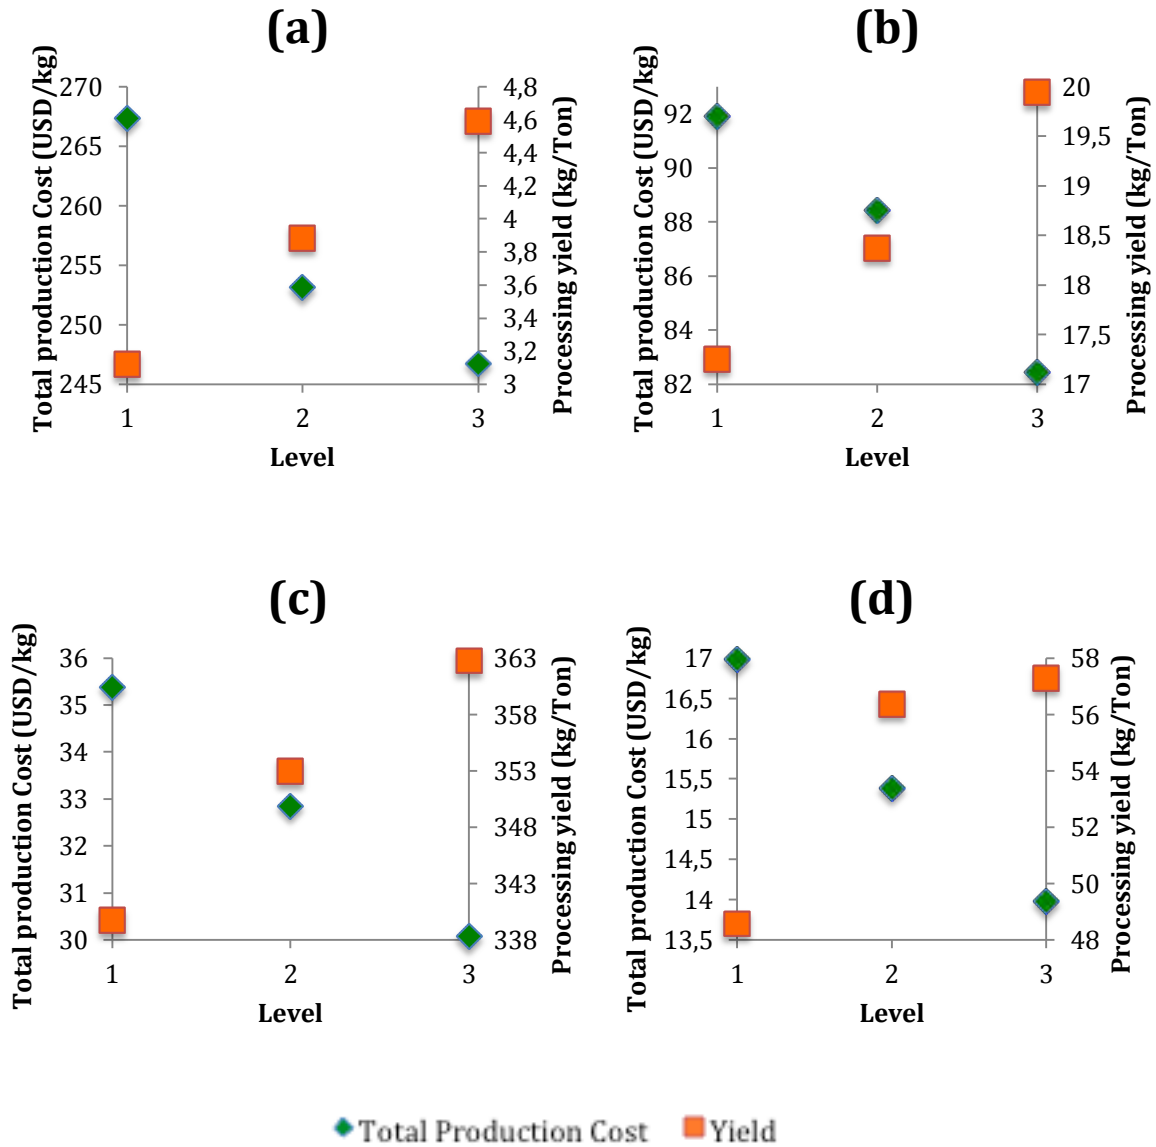 (a)
Total production Cost (USD/kg)
270
265
260
255
250
245
4,8
4,6
4,4
4,2
4
3,8
3,6
3,4
3,2
3
Processing yield (kg/Ton)
1 2 3
Level
(b)
Total production Cost (USD/kg)
92
90
88
86
84
82
20
19,5
19
18,5
18
17,5
17
Processing yield (kg/Ton)
1 2 3
Level
(c)
Total production Cost (USD/kg)
36
35
34
33
32
31
30
363
358
353
348
343
338
Processing yield (kg/Ton)
1 2 3
Level
(d)
Total production Cost (USD/kg)
17
16,5
16
15,5
15
14,5
14
13,5
58
56
54
52
50
48
Processing yield (kg/Ton)
1 2 3
Level
Total Production Cost Yield